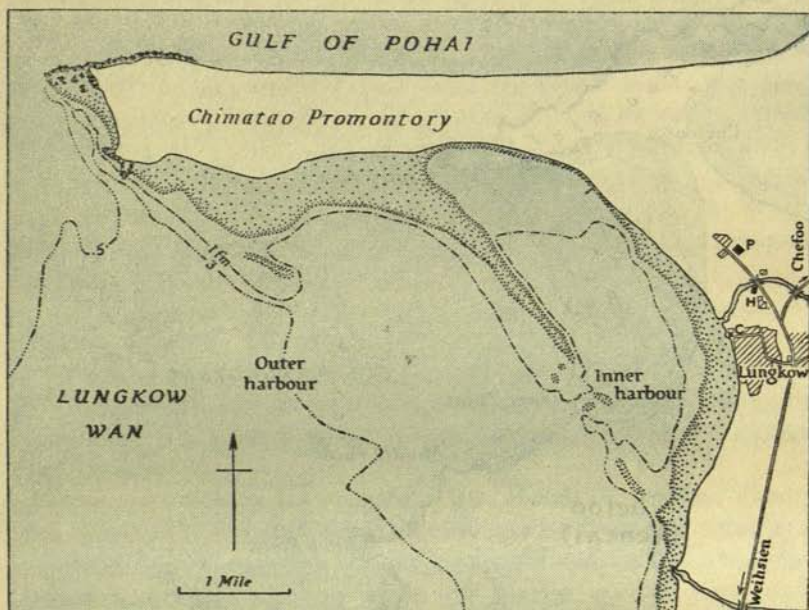 GULF OF POHAI
Chimatao Promontory
5
1 fm
3
P
Chefoo
H
C
Lungkow
Outer
harbour
Inner
harbour
LUNGKOW
WAN
1 Mile
Weihsien